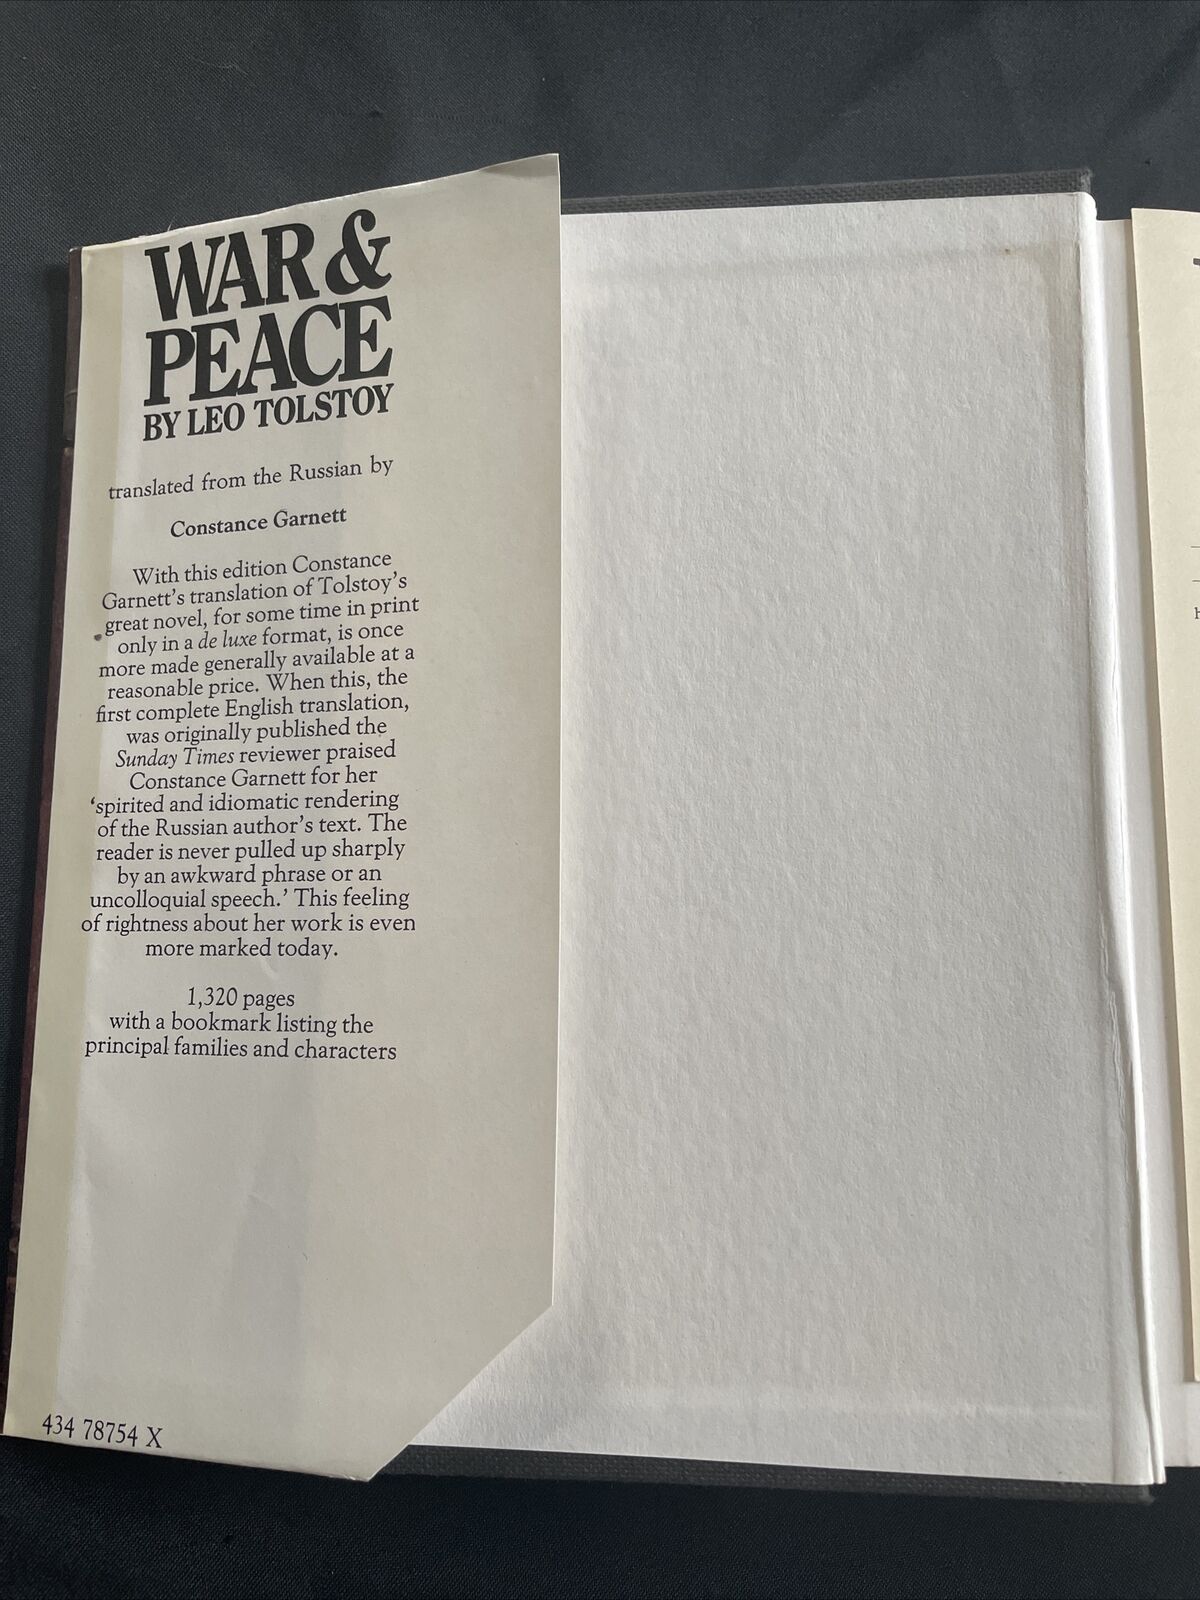 WAR &
PEACE
BY LEO TOLSTOY
translated from the Russian by
Constance Garnett
With this edition Constance
Garnett's translation of Tolstoy's
great novel, for some time in print
only in a de luxe format, is once
more made generally available at a
reasonable price. When this, the
first complete English translation,
was originally published the
Sunday Times reviewer praised
Constance Garnett for her
'spirited and idiomatic rendering
of the Russian author's text. The
reader is never pulled up sharply
by an awkward phrase or an
uncolloquial speech.' This feeling
of rightness about her work is even
more marked today.
1,320 pages
with a bookmark listing the
principal families and characters
434 78754 X